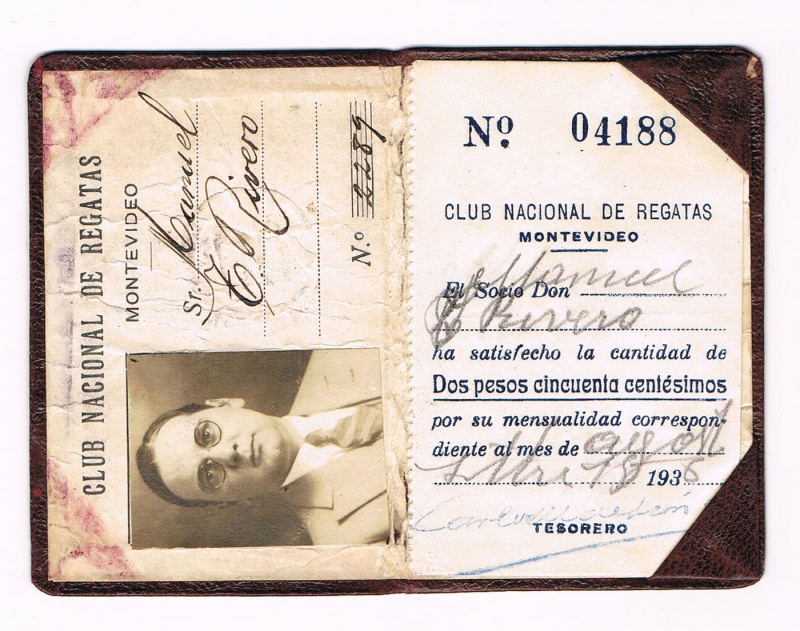 CLUB NACIONAL DE REGATAS
MONTEVIDEO
Sr. Manuel
T. Rivero
N.º 2289
Nº 04188
CLUB NACIONAL DE REGATAS
MONTEVIDEO
El Socio Don Manuel
T Rivero
ha satisfecho la cantidad de
Dos pesos cincuenta centésimos
por su mensualidad correspon-
diente al mes de agost
193
TESORERO